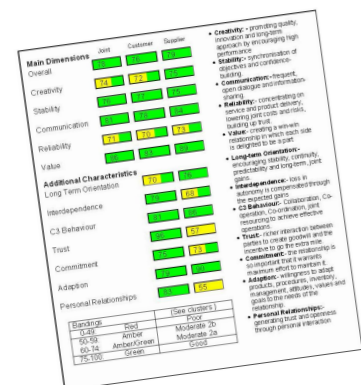 Main Dimensions Joint Customer Supplier
Overall
Creativity 74 72
Stability
Communication
Reliability 71 70 73
Value
Additional Characteristics
Long Term Orientation 70
Interdependence 68
C3 Behaviour
Trust 57
Commitment 73
Adaption
Personal Relationships 55
Bandings (See clusters)
0-49 Red Poor
50-59 Amber Moderate 2b
60-74 Amber/Green Moderate 2a
75-100 Green Good
• Creativity: - promoting quality,
innovation and long-term
approach by encouraging high
performance
• Stability:- synchronisation of
objectives and confidence-
building.
• Communication:-frequent,
open dialogue and information-
sharing.
• Reliability:- concentrating on
service and product delivery,
lowering joint costs and risks,
building up trust.
• Value:- creating a win-win
relationship in which each side
is delighted to be a part.
• Long-term Orientation:-
encouraging stability, continuity,
predictability and long-term, joint
gains.
• Interdependence:- loss in
autonomy is compensated through
the expected gains
• C3 Behaviour:- Collaboration, Co-
operation, Co-ordination, joint
resourcing to achieve effective
operations
• Trust:- richer interaction between
parties to create goodwill and the
incentive to go the extra mile.
• Commitment:- the relationship is
so important that it warrants
maximum effort to maintain it.
• Adaption:- willingness to adapt
products, procedures, inventory,
management, attitudes, values and
goals to the needs of the
relationship.
• Personal Relationships:-
generating trust and openness
through personal interaction